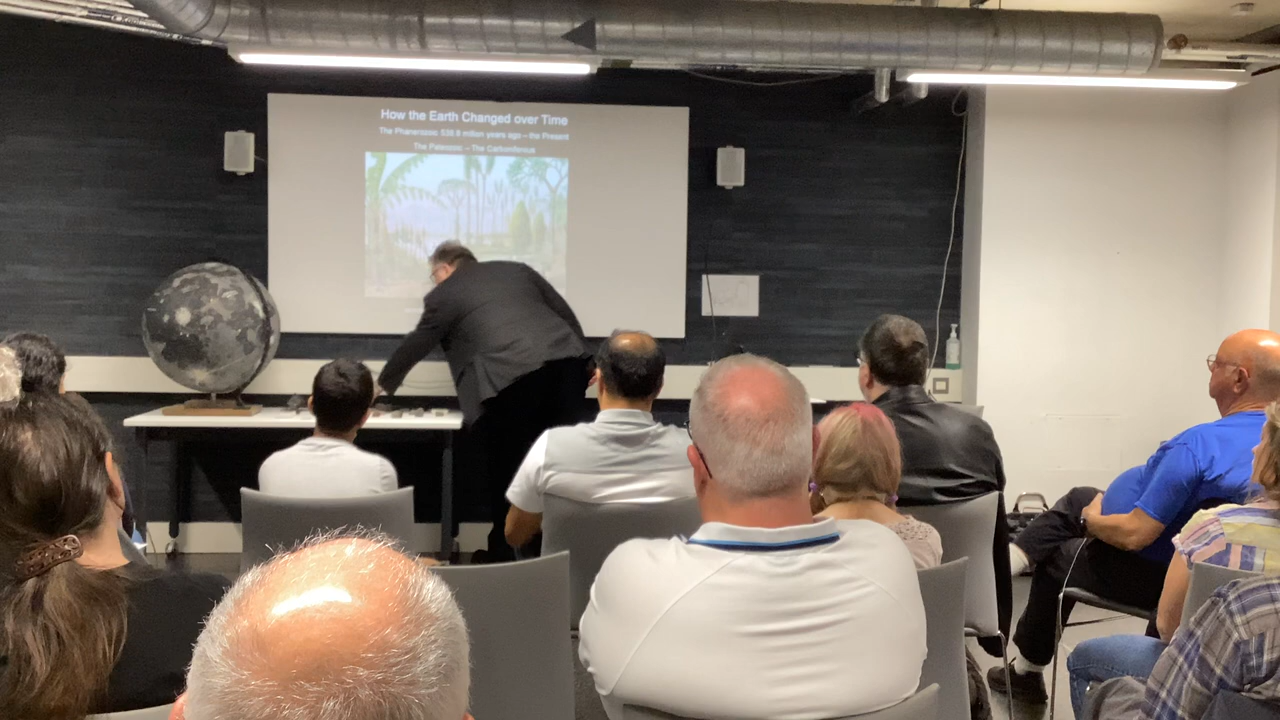 How the Earth Changed over Time
The Phanerozoic 538.8 million years ago – the Present
The Paleozoic – The Carboniferous